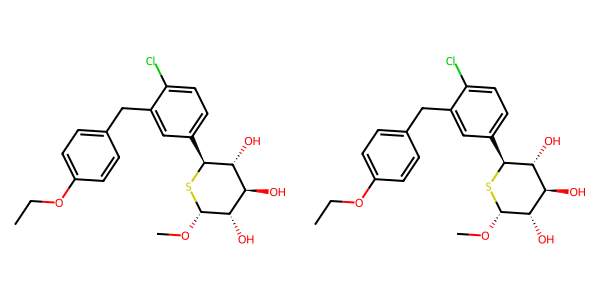 Cl Cl
OH OH
S OH S OH
O O OH O O OH